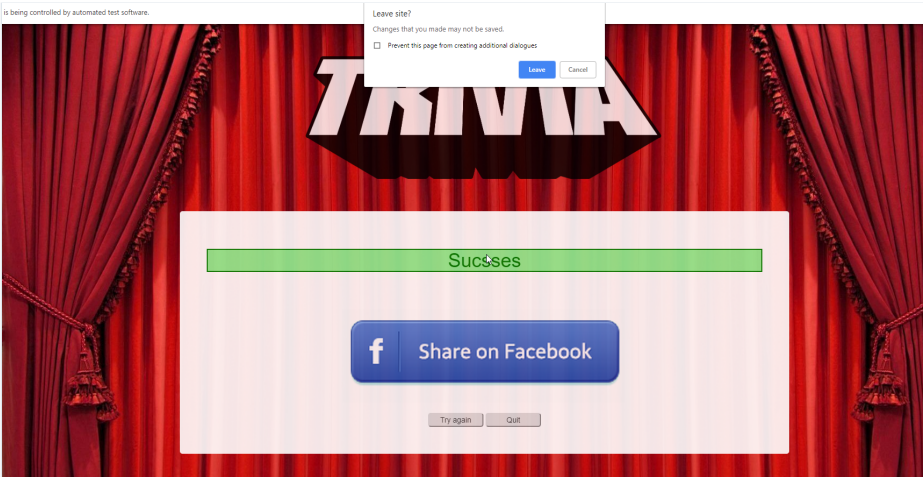 is being controlled by automated test software.
Leave site?
Changes that you made may not be saved.
Prevent this page from creating additional dialogues
Leave Cancel
TRIVIA
Sucsses
f Share on Facebook
Try again Quit